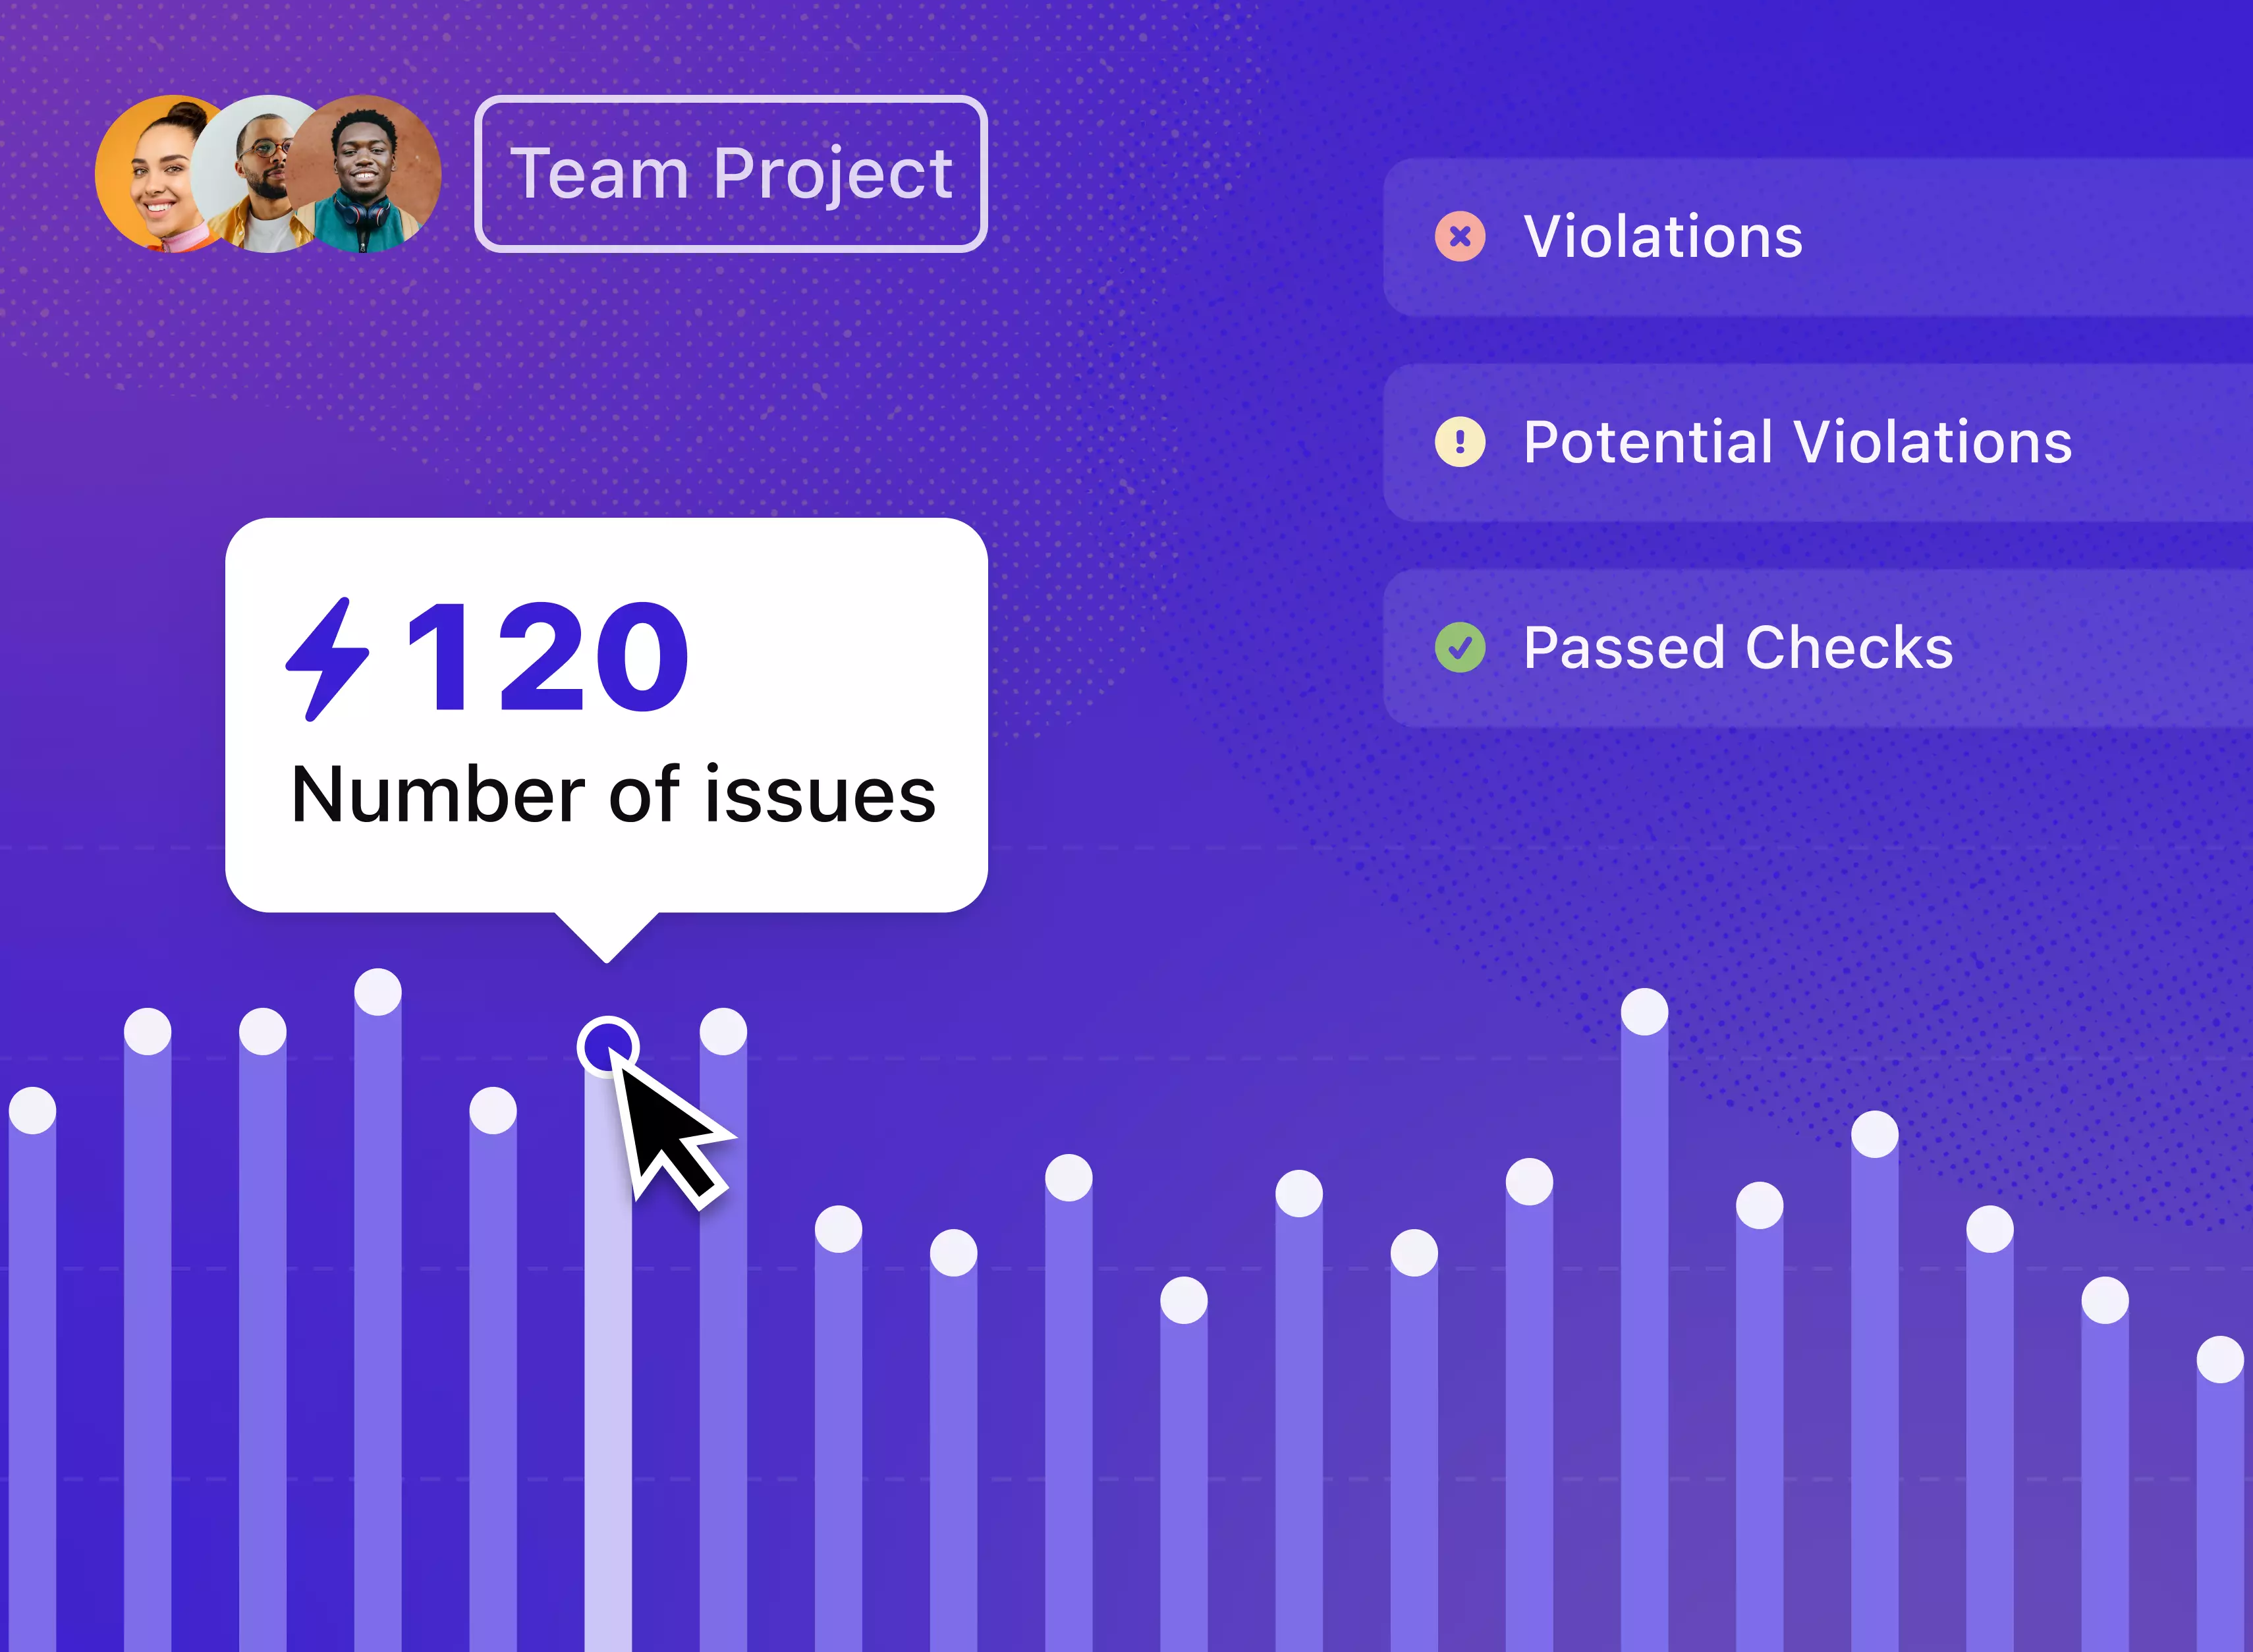 Team Project
Violations
Potential Violations
Passed Checks
120
Number of issues